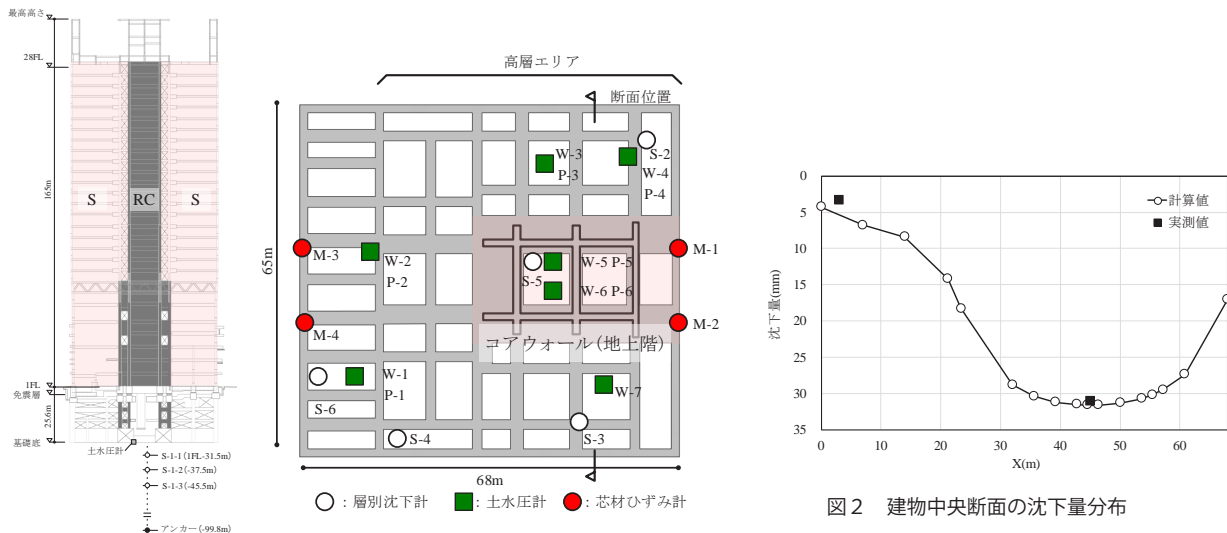 最高高さ
28FL
165m
S
RC
S
1FL
免震層
25.6m
基礎底
土水圧計
S-1-1 (1FL-31.5m)
S-1-2 (-37.5m)
S-1-3 (-45.5m)
アンカー(-99.8m)
高層エリア
断面位置
65m
W-3
P-3
S-2
W-4
P-4
M-3
W-2
P-2
S-5
W-5 P-5
W-6 P-6
M-1
M-4
M-2
コアウォール(地上階)
W-1
P-1
S-6
S-4
W-7
S-3
68m
:層別沈下計
:土水圧計
:芯材ひずみ計
0
5
10
15
20
25
30
35
沈下量(mm)
計算値
実測値
0
10
20
30
40
50
60
X(m)
図2 建物中央断面の沈下量分布